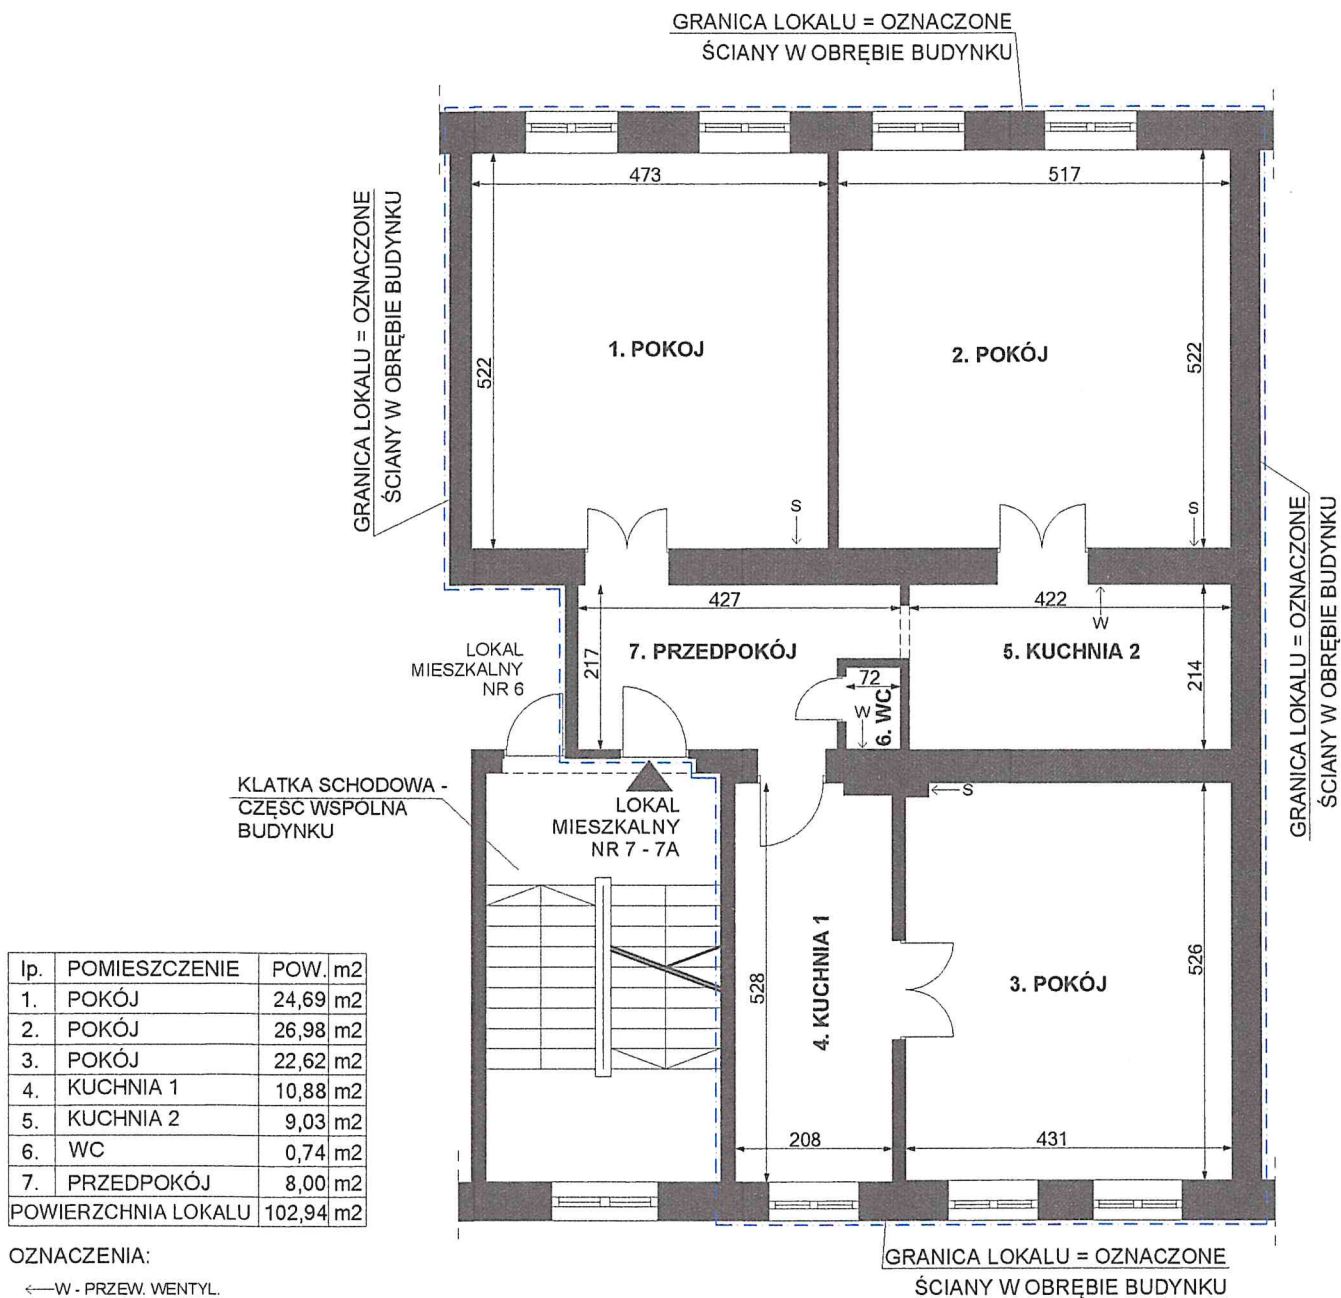 GRANICA LOKALU = OZNACZONE
ŚCIANY W OBRĘBIE BUDYNKU
GRANICA LOKALU = OZNACZONE
ŚCIANY W OBRĘBIE BUDYNKU
473
517
522
1. POKOJ
2. POKÓJ
522
S
S
GRANICA LOKALU = OZNACZONE
ŚCIANY W OBRĘBIE BUDYNKU
427
422
W
LOKAL
MIESZKALNY
NR 6
217
7. PRZEDPOKÓJ
5. KUCHNIA 2
214
72
W
6. WC
KLATKA SCHODOWA -
CZĘSC WSPOLNA
BUDYNKU
LOKAL
MIESZKALNY
NR 7 - 7A
S
528
4. KUCHNIA 1
3. POKÓJ
526
208
431
lp. POMIESZCZENIE POW. m2
1. POKÓJ 24,69 m2
2. POKÓJ 26,98 m2
3. POKÓJ 22,62 m2
4. KUCHNIA 1 10,88 m2
5. KUCHNIA 2 9,03 m2
6. WC 0,74 m2
7. PRZEDPOKÓJ 8,00 m2
POWIERZCHNIA LOKALU 102,94 m2
OZNACZENIA:
←W - PRZEW. WENTYL.
GRANICA LOKALU = OZNACZONE
ŚCIANY W OBRĘBIE BUDYNKU